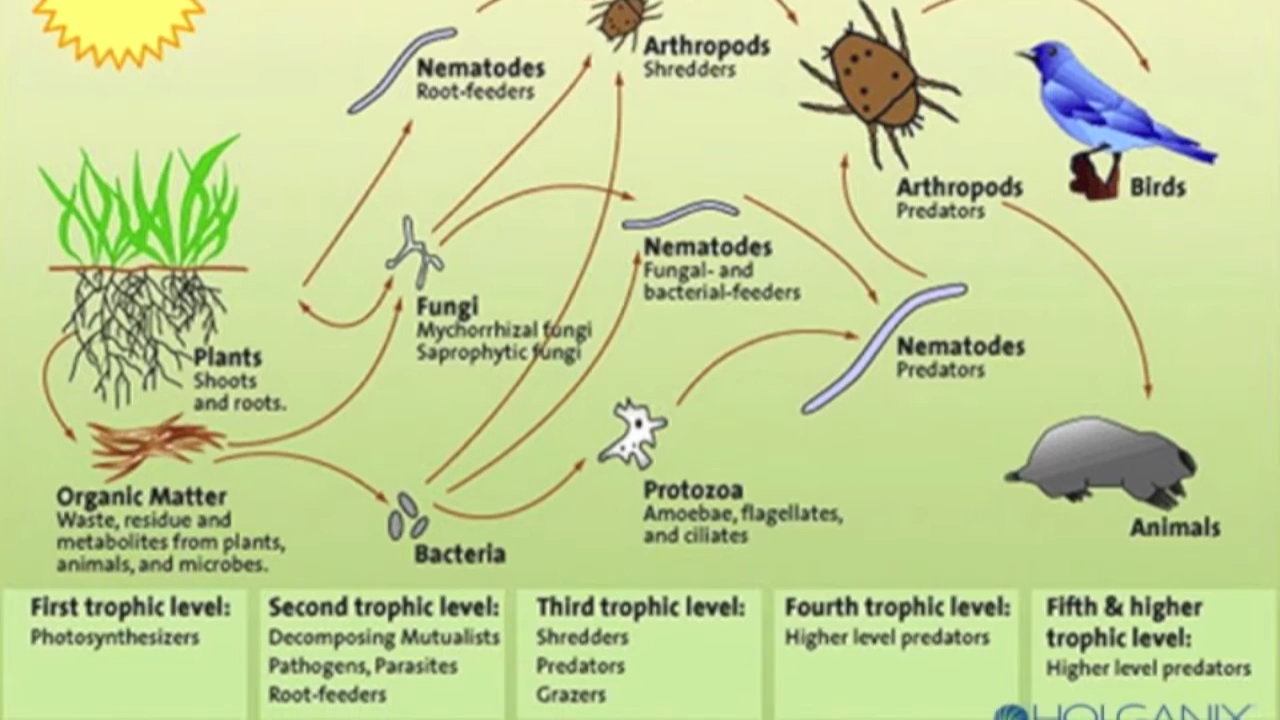 Nematodes
Root-feeders
Arthropods
Shredders
Arthropods
Predators
Birds
Nematodes
Fungal- and
bacterial-feeders
Fungi
Mychorrhizal fungi
Saprophytic fungi
Plants
Shoots
and roots.
Nematodes
Predators
Organic Matter
Waste, residue and
metabolites from plants,
animals, and microbes.
Bacteria
Protozoa
Amoebae, flagellates,
and ciliates
Animals
First trophic level:
Photosynthesizers
Second trophic level:
Decomposing Mutualists
Pathogens, Parasites
Root-feeders
Third trophic level:
Shredders
Predators
Grazers
Fourth trophic level:
Higher level predators
Fifth & higher
trophic level:
Higher level predators
HOLGANIX